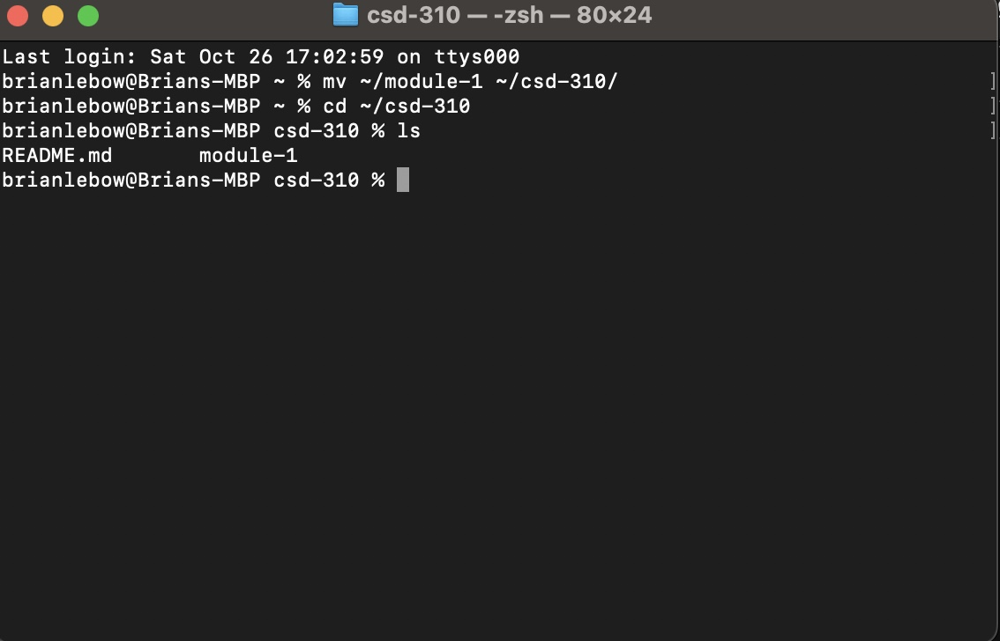 csd-310 — -zsh — 80×24
Last login: Sat Oct 26 17:02:59 on ttys000
brianlebow@Brians-MBP ~ % mv ~/module-1 ~/csd-310/
brianlebow@Brians-MBP ~ % cd ~/csd-310
brianlebow@Brians-MBP csd-310 % ls
README.md       module-1
brianlebow@Brians-MBP csd-310 %